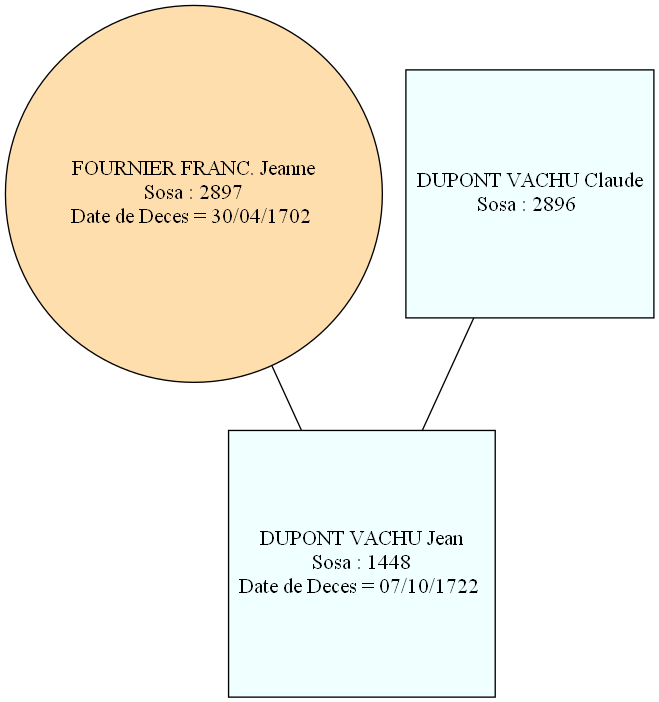 FOURNIER FRANC. Jeanne
Sosa : 2897
Date de Deces = 30/04/1702
DUPONT VACHU Claude
Sosa : 2896
DUPONT VACHU Jean
Sosa : 1448
Date de Deces = 07/10/1722